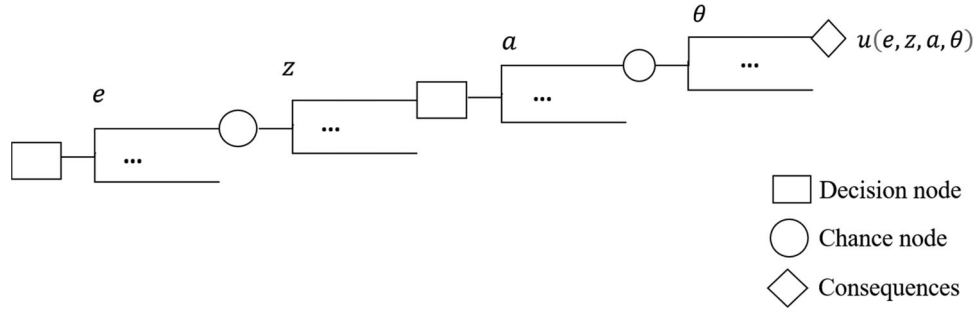 θ
u(e, z, a, θ)
a
...
z
...
e
...
...
Decision node
Chance node
Consequences